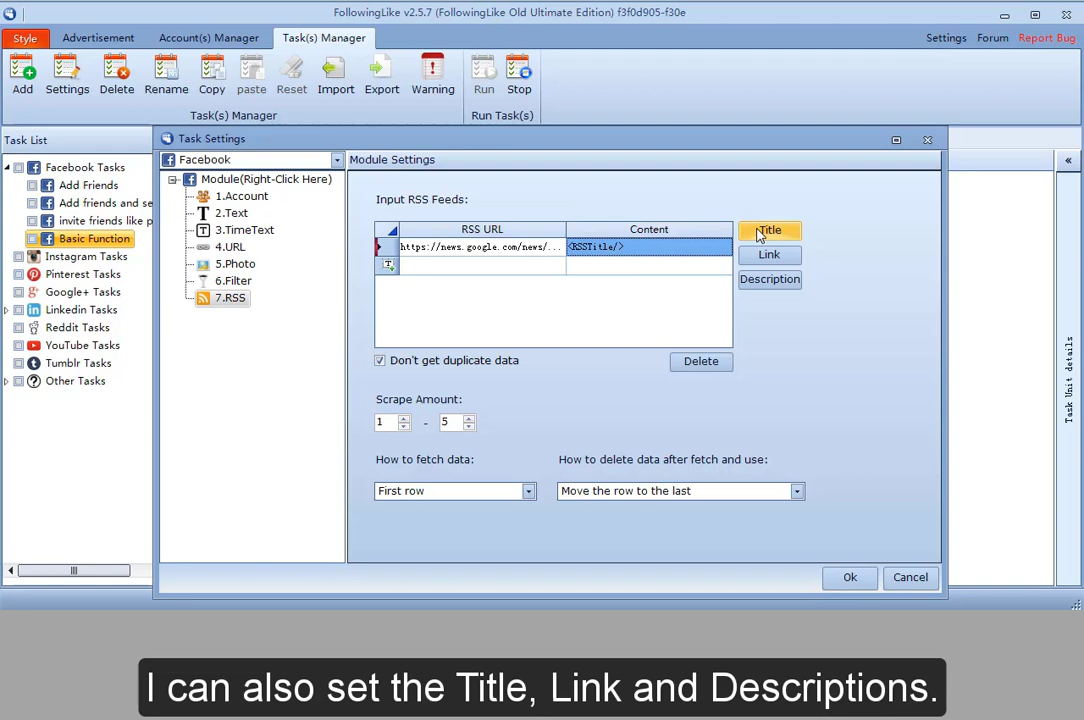 FollowingLike v2.5.7 (FollowingLike Old Ultimate Edition) f3f0d905-f30e
Style
Advertisement
Account(s) Manager
Task(s) Manager
Settings
Forum
Report Bug
Add
Settings
Delete
Rename
Copy
paste
Reset
Import
Export
Warning
Run
Stop
Task(s) Manager
Run Task(s)
Task List
Facebook Tasks
Add Friends
Add friends and se
invite friends like p
Basic Function
Instagram Tasks
Pinterest Tasks
Google+ Tasks
Linkedin Tasks
Reddit Tasks
YouTube Tasks
Tumblr Tasks
Other Tasks
Task Settings
Facebook
Module(Right-Click Here)
1.Account
2.Text
3.TimeText
4.URL
5.Photo
6.Filter
7.RSS
Module Settings
Input RSS Feeds:
RSS URL
Content
https://news.google.com/news/...
<RSSTitle/>
Title
Link
Description
Don't get duplicate data
Delete
Scrape Amount:
1 - 5
How to fetch data:
How to delete data after fetch and use:
First row
Move the row to the last
Ok
Cancel
Task Unit details
I can also set the Title, Link and Descriptions.